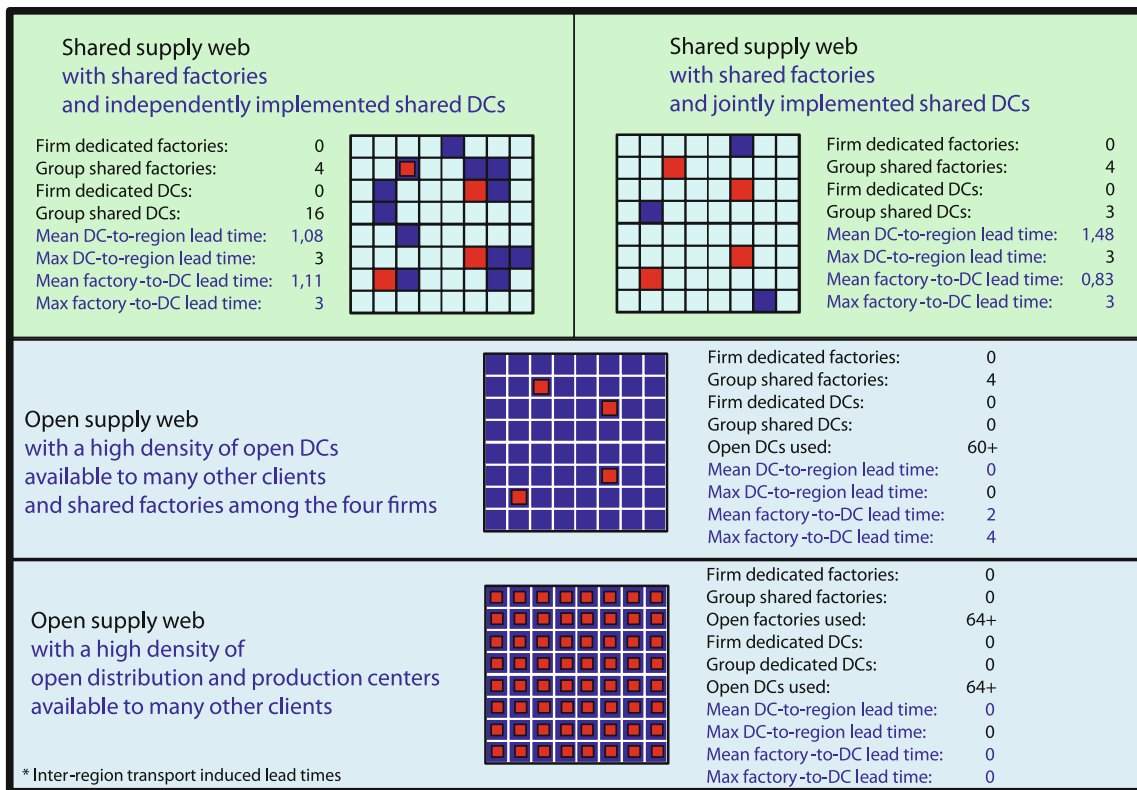 Shared supply web
with shared factories
and independently implemented shared DCs
Firm dedicated factories: 0
Group shared factories: 4
Firm dedicated DCs: 0
Group shared DCs: 16
Mean DC-to-region lead time: 1,08
Max DC-to-region lead time: 3
Mean factory-to-DC lead time: 1,11
Max factory-to-DC lead time: 3
Shared supply web
with shared factories
and jointly implemented shared DCs
Firm dedicated factories: 0
Group shared factories: 4
Firm dedicated DCs: 0
Group shared DCs: 3
Mean DC-to-region lead time: 1,48
Max DC-to-region lead time: 3
Mean factory-to-DC lead time: 0,83
Max factory-to-DC lead time: 3
Open supply web
with a high density of open DCs
available to many other clients
and shared factories among the four firms
Firm dedicated factories: 0
Group shared factories: 4
Firm dedicated DCs: 0
Group shared DCs: 0
Open DCs used: 60+
Mean DC-to-region lead time: 0
Max DC-to-region lead time: 0
Mean factory-to-DC lead time: 2
Max factory-to-DC lead time: 4
Open supply web
with a high density of
open distribution and production centers
available to many other clients
Firm dedicated factories: 0
Group shared factories: 0
Open factories used: 64+
Firm dedicated DCs: 0
Group dedicated DCs: 0
Open DCs used: 64+
Mean DC-to-region lead time: 0
Max DC-to-region lead time: 0
Mean factory-to-DC lead time: 0
Max factory-to-DC lead time: 0
* Inter-region transport induced lead times